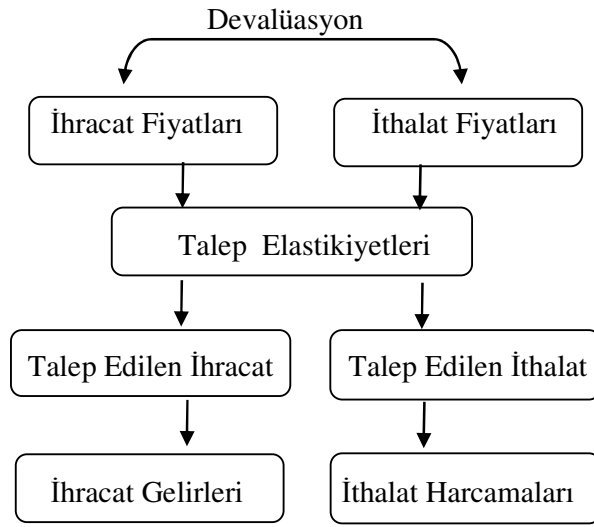 Devalüasyon
İhracat Fiyatları
İthalat Fiyatları
Talep Elastikiyetleri
Talep Edilen İhracat
Talep Edilen İthalat
İhracat Gelirleri
İthalat Harcamaları